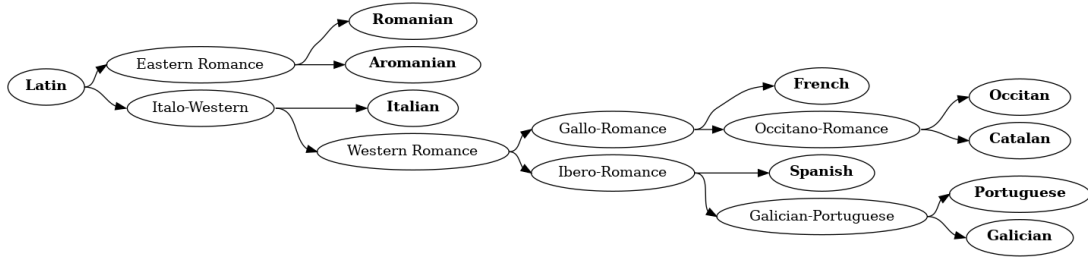 Latin
Eastern Romance
Romanian
Aromanian
Italo-Western
Italian
Western Romance
Gallo-Romance
French
Occitano-Romance
Occitan
Catalan
Ibero-Romance
Spanish
Galician-Portuguese
Portuguese
Galician